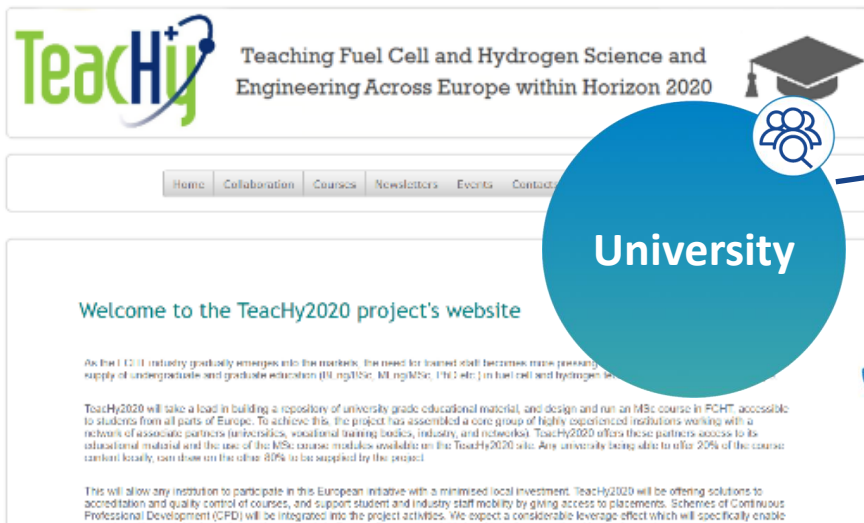 TeacHy
Teaching Fuel Cell and Hydrogen Science and
Engineering Across Europe within Horizon 2020
Home Collaboration Courses Newsletters Events Contacts
University
Welcome to the TeacHy2020 project's website
As the FCHT industry gradually emerges into the markets, the need for trained staff becomes more pressing
supply of undergraduate and graduate education (BEng/BSc, MEng/MSc, PhD etc.) in fuel cell and hydrogen
TeacHy2020 will take a lead in building a repository of university grade educational material, and design and run an MSc course in FCHT, accessible
to students from all parts of Europe. To achieve this, the project has assembled a core group of highly experienced institutions working with a
network of associate partners (universities, vocational training bodies, industry, and networks). TeacHy2020 offers these partners access to its
educational material and the use of the MSc course modules available on the TeacHy2020 site. Any university being able to offer 20% of the course
content locally, can draw on the other 80% to be supplied by the project.
This will allow any institution to participate in this European initiative with a minimised local investment. TeacHy2020 will be offering solutions to
accreditation and quality control of courses, and support student and industry staff mobility by giving access to placements. Schemes of Continuous
Professional Development (CPD) will be integrated into the project activities. We expect a considerable leverage effect which will specifically enable